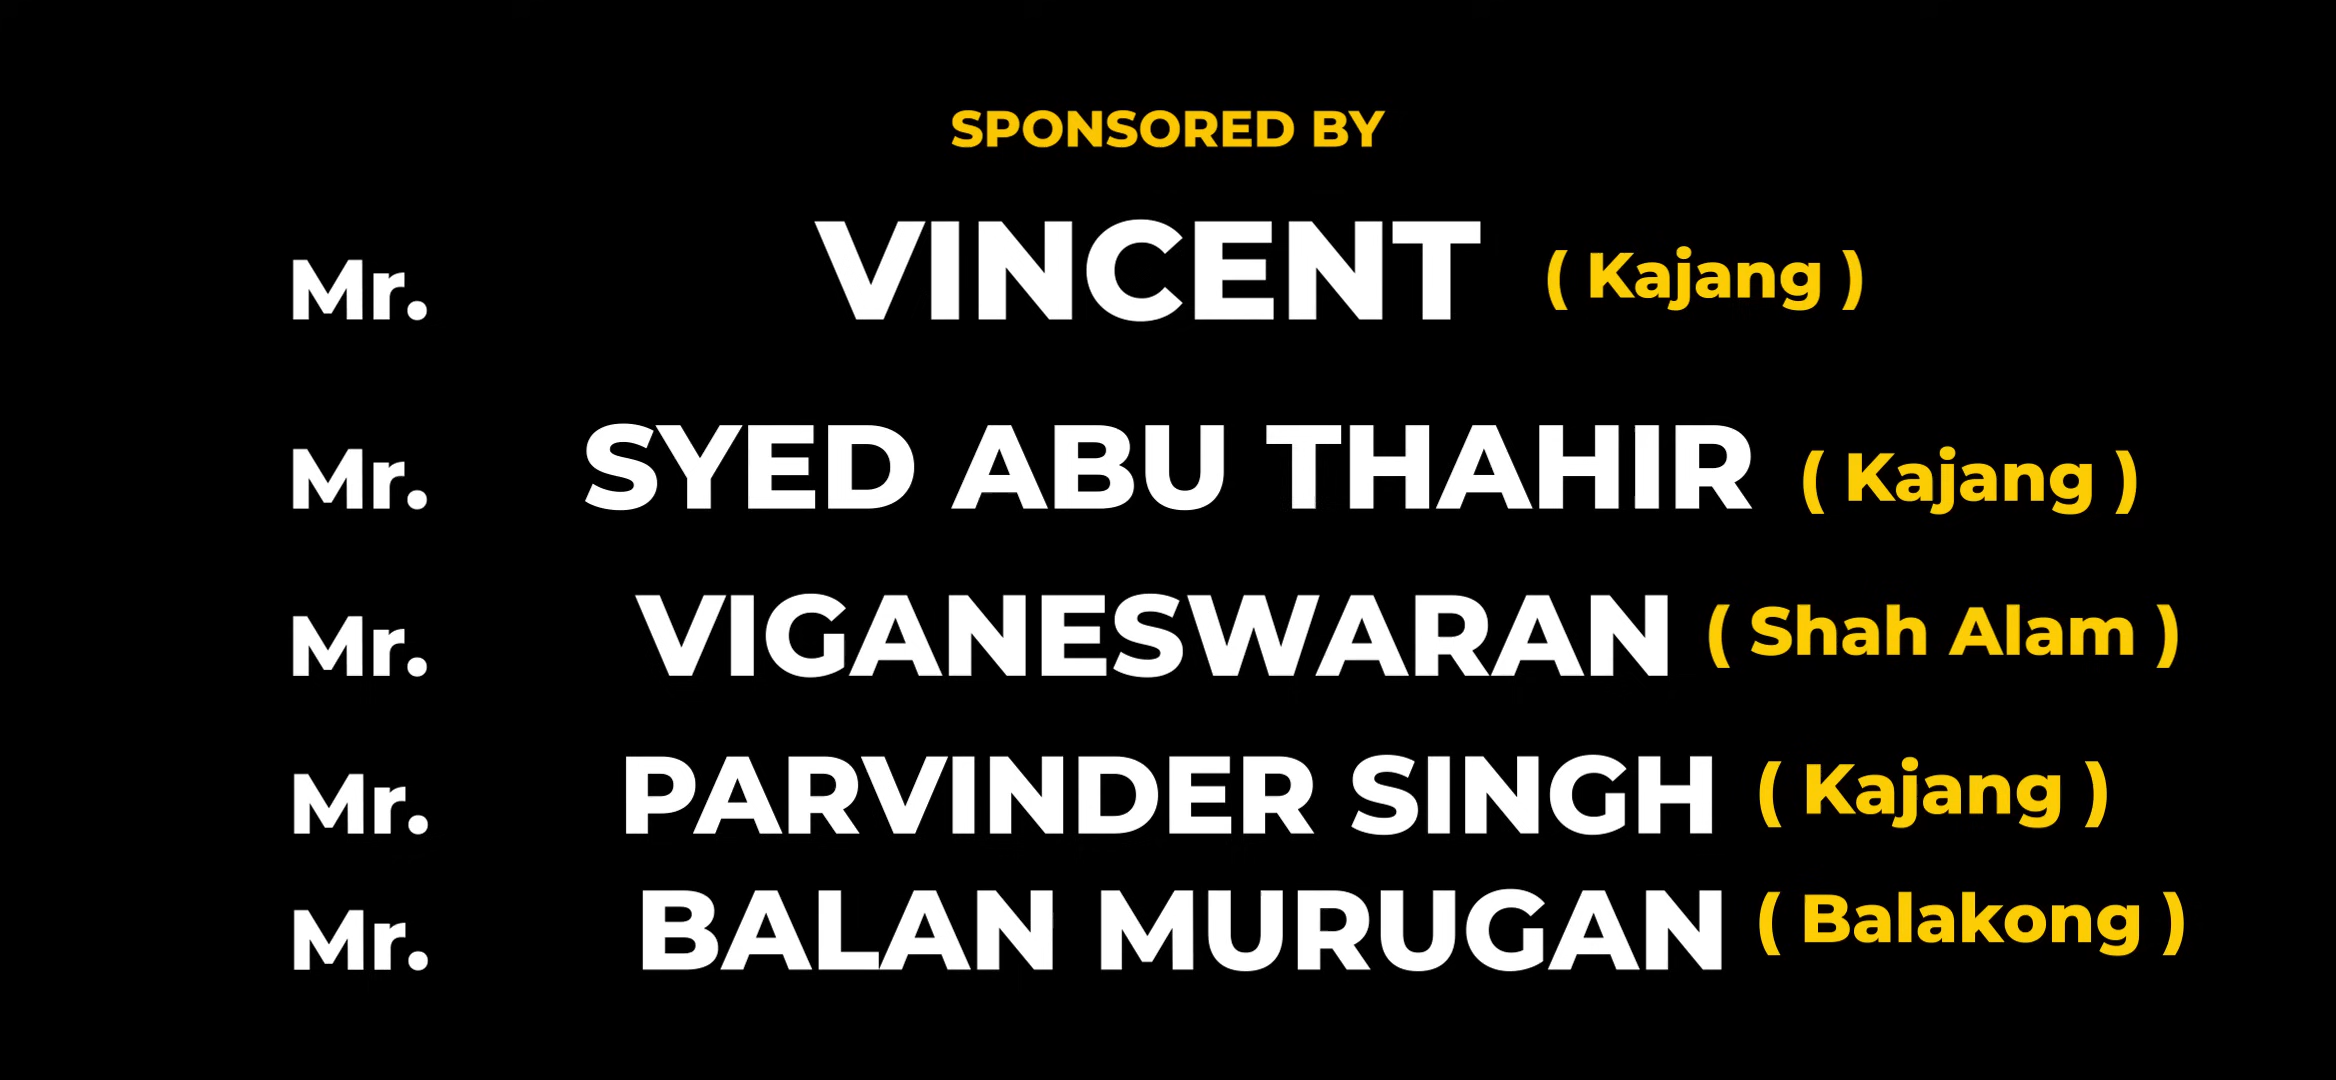 SPONSORED BY
Mr. VINCENT ( Kajang )
Mr. SYED ABU THAHIR ( Kajang )
Mr. VIGANESWARAN ( Shah Alam )
Mr. PARVINDER SINGH ( Kajang )
Mr. BALAN MURUGAN ( Balakong )